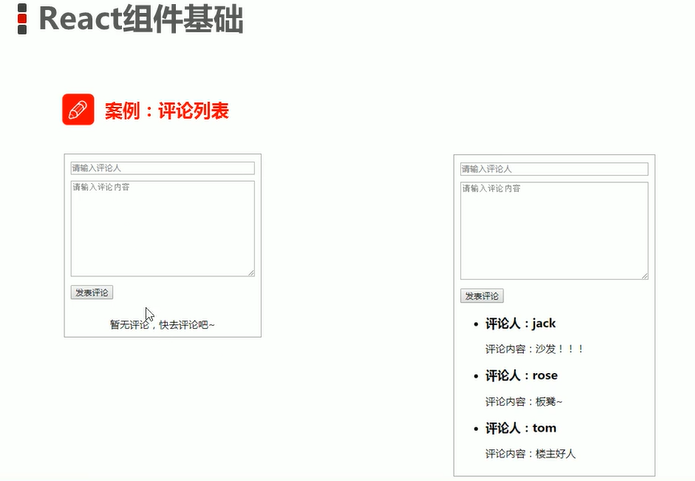 React组件基础
案例：评论列表
请输入评论人
请输入评论内容
发表评论
暂无评论，快去评论吧~
请输入评论人
请输入评论内容
发表评论
评论人：jack
评论内容：沙发！！！
评论人：rose
评论内容：板凳~
评论人：tom
评论内容：楼主好人